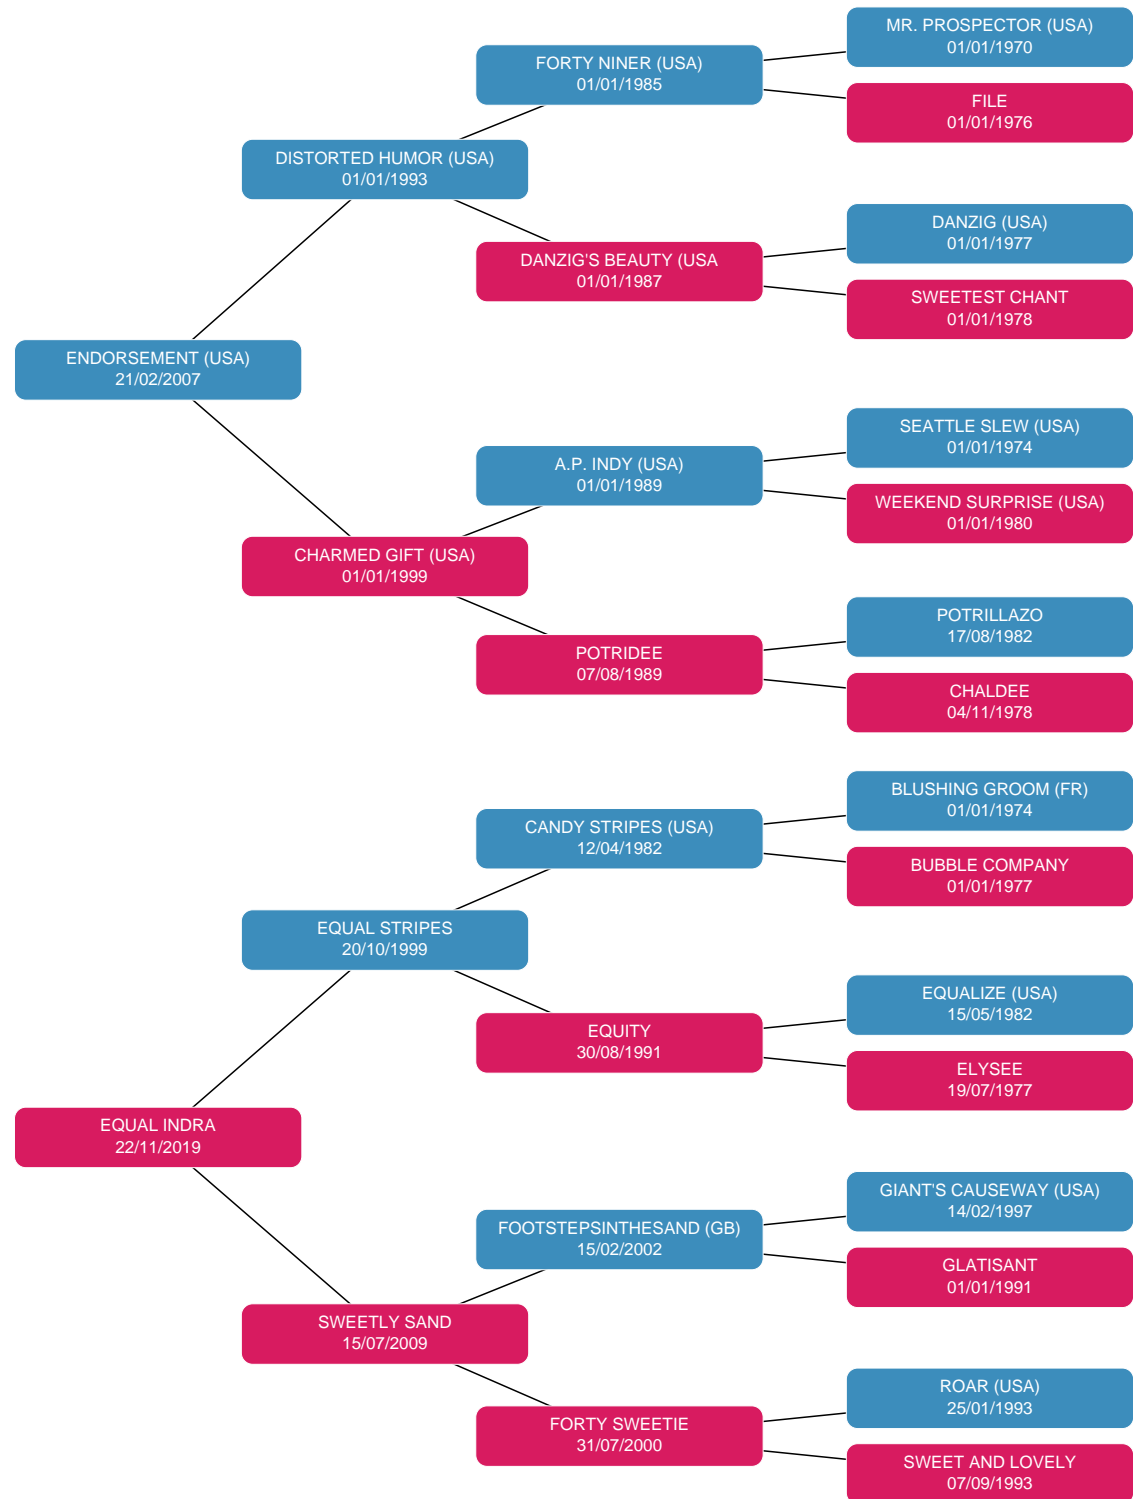 MR. PROSPECTOR (USA)
01/01/1970
FORTY NINER (USA)
01/01/1985
FILE
01/01/1976
DISTORTED HUMOR (USA)
01/01/1993
DANZIG (USA)
01/01/1977
DANZIG'S BEAUTY (USA
01/01/1987
SWEETEST CHANT
01/01/1978
ENDORSEMENT (USA)
21/02/2007
SEATTLE SLEW (USA)
01/01/1974
A.P. INDY (USA)
01/01/1989
WEEKEND SURPRISE (USA)
01/01/1980
CHARMED GIFT (USA)
01/01/1999
POTRILLAZO
17/08/1982
POTRIDEE
07/08/1989
CHALDEE
04/11/1978
BLUSHING GROOM (FR)
01/01/1974
CANDY STRIPES (USA)
12/04/1982
BUBBLE COMPANY
01/01/1977
EQUAL STRIPES
20/10/1999
EQUALIZE (USA)
15/05/1982
EQUITY
30/08/1991
ELYSEE
19/07/1977
EQUAL INDRA
22/11/2019
GIANT'S CAUSEWAY (USA)
14/02/1997
FOOTSTEPSINTHESAND (GB)
15/02/2002
GLATISANT
01/01/1991
SWEETLY SAND
15/07/2009
ROAR (USA)
25/01/1993
FORTY SWEETIE
31/07/2000
SWEET AND LOVELY
07/09/1993